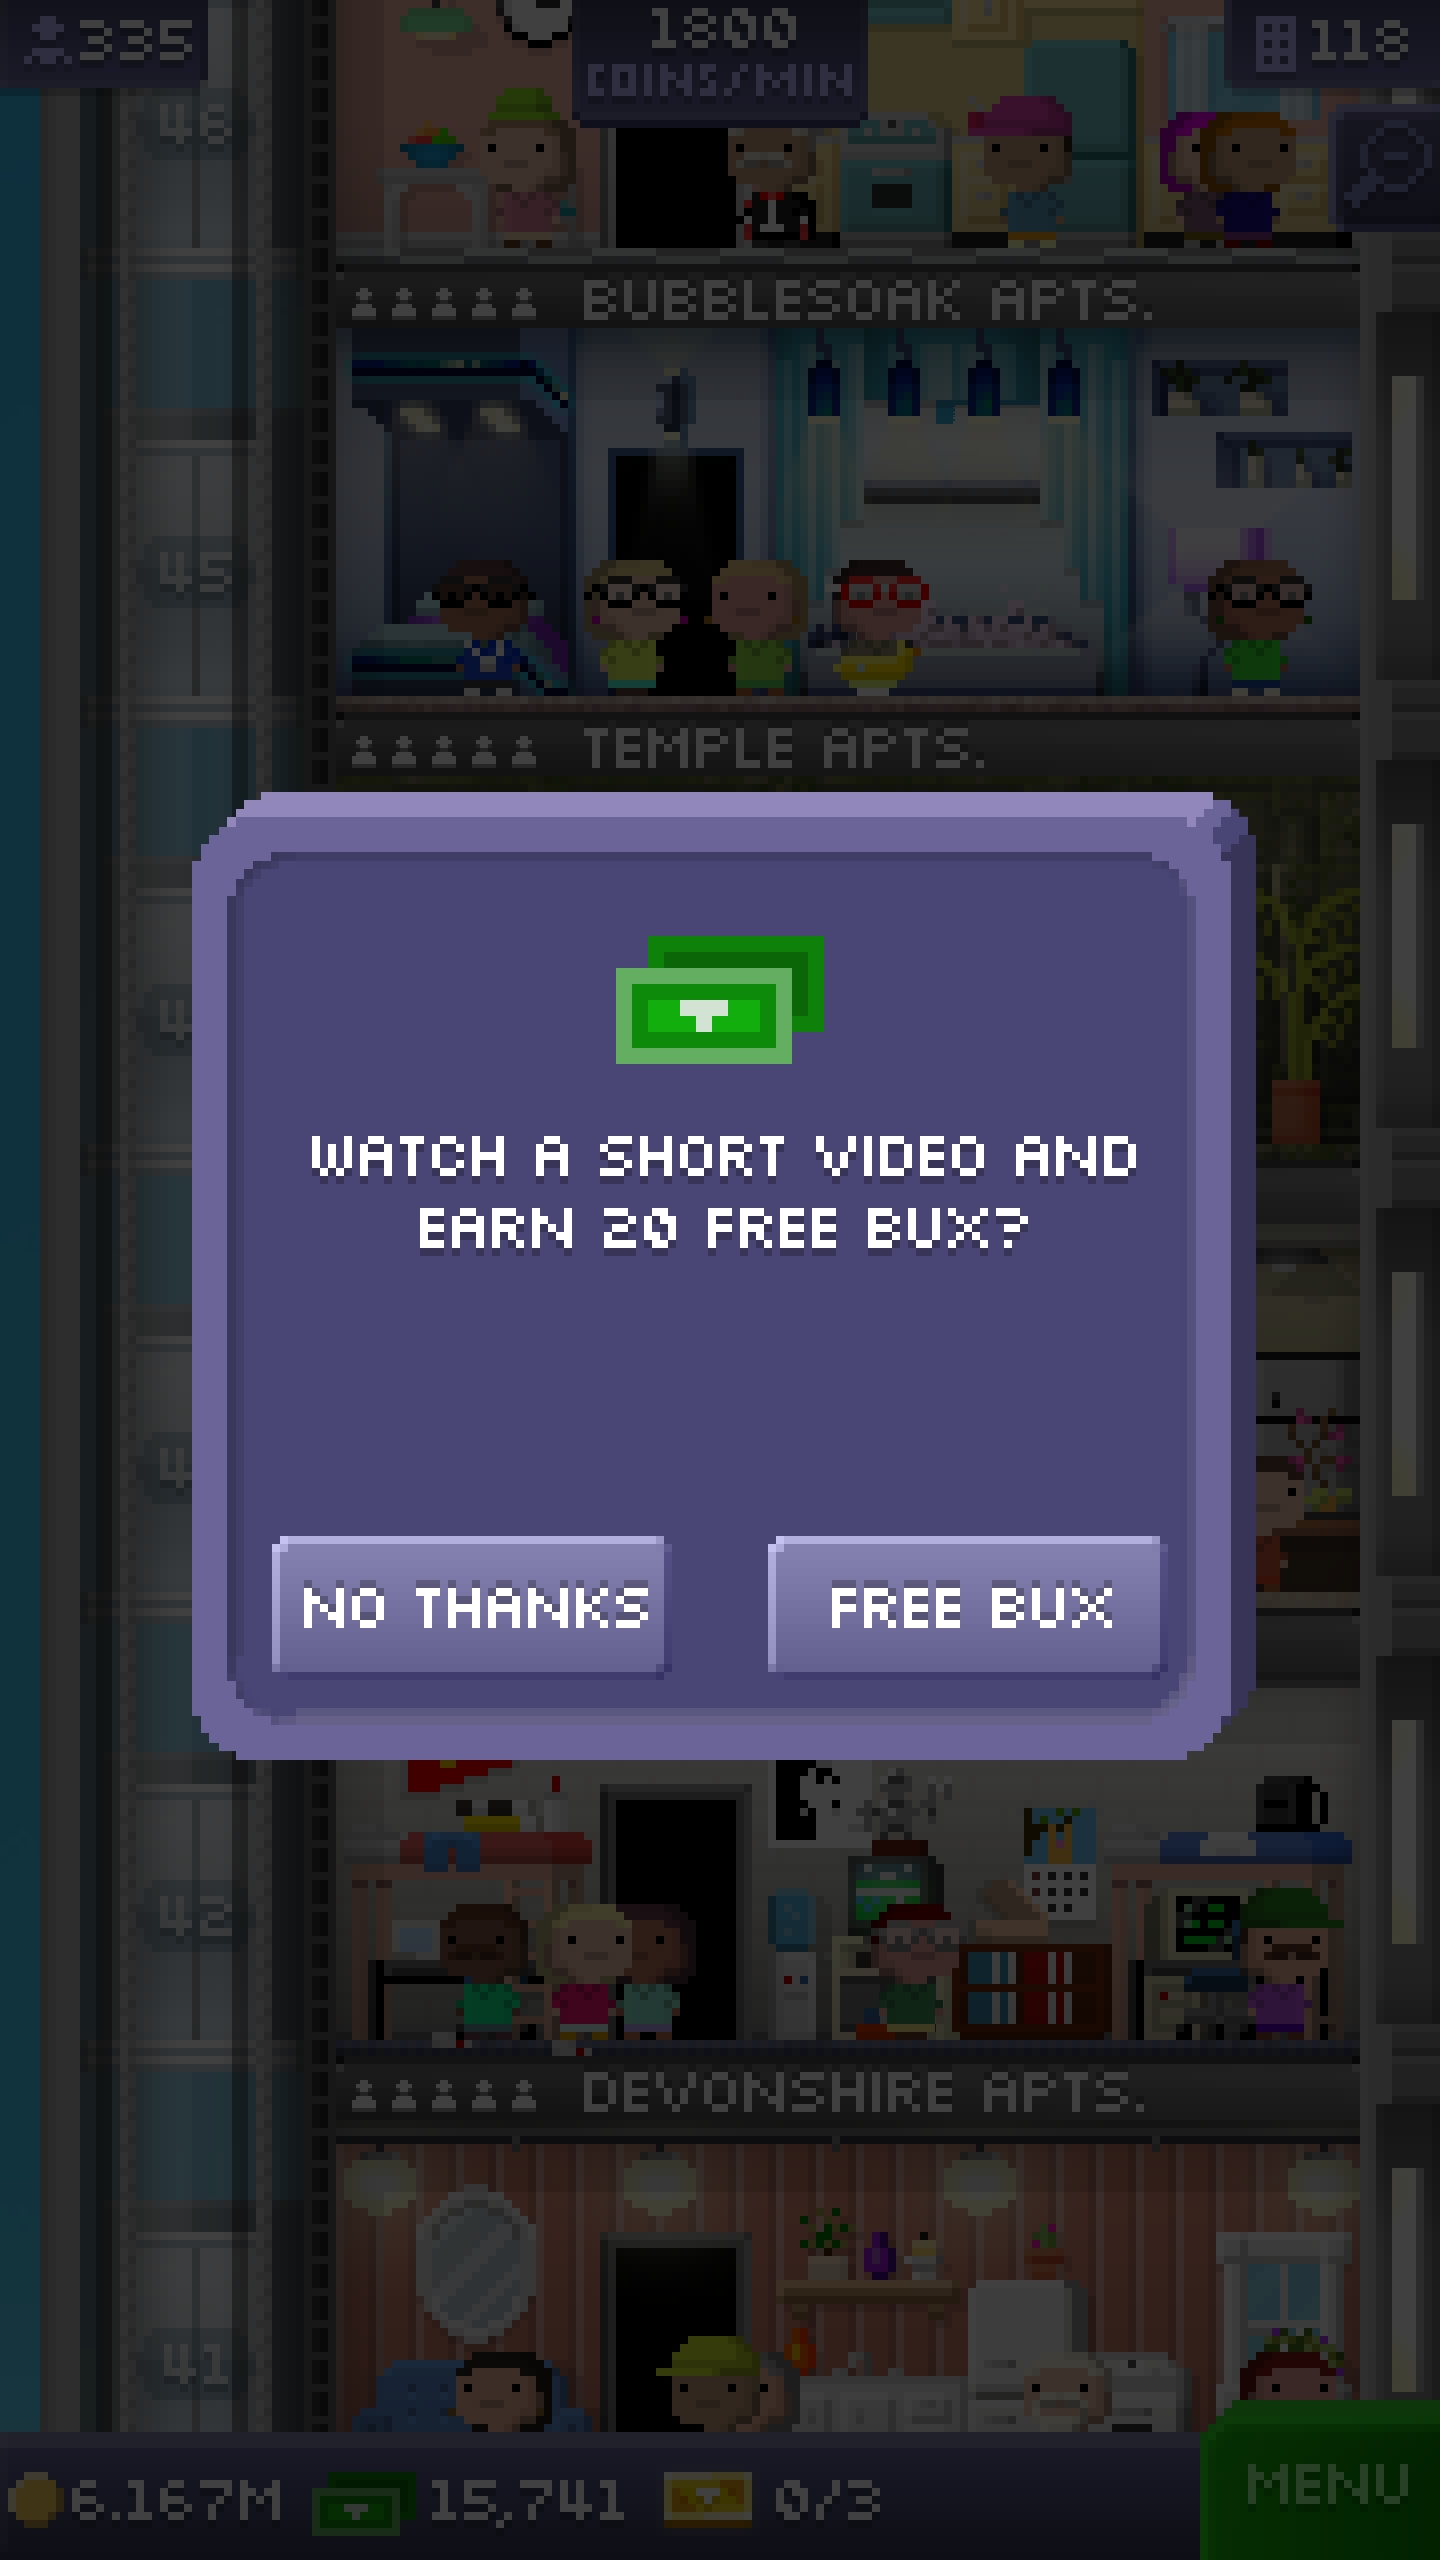 335
1800
COINS/MIN
118
BUBBLESOAK APTS.
45
TEMPLE APTS.
WATCH A SHORT VIDEO AND
EARN 20 FREE BUX?
NO THANKS
FREE BUX
42
DEVONSHIRE APTS.
41
6.167M
15,741
0/3
MENU